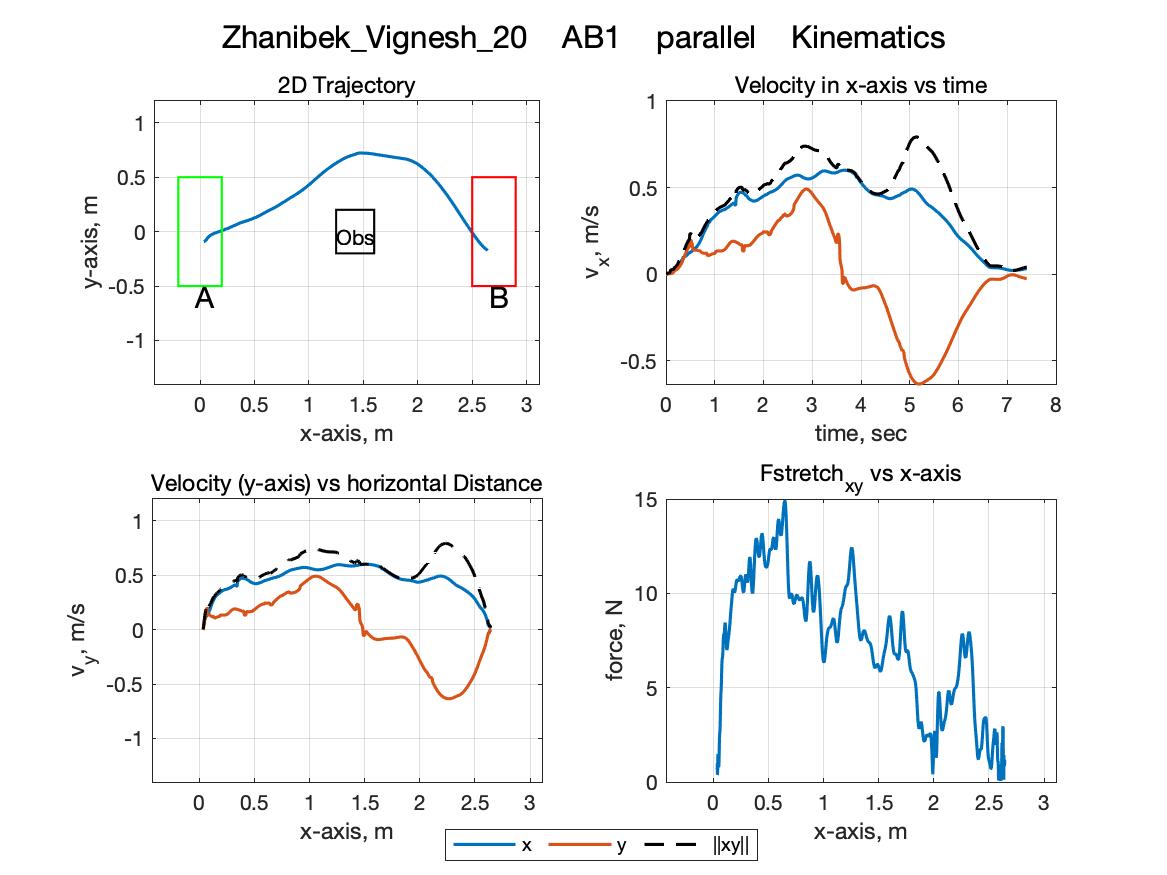 Zhanibek_Vignesh_20 AB1 parallel Kinematics
2D Trajectory
1
0.5
0
-0.5
-1
y-axis, m
Obs
A
B
0 0.5 1 1.5 2 2.5 3
x-axis, m
Velocity in x-axis vs time
1
0.5
0
-0.5
vx, m/s
0 1 2 3 4 5 6 7 8
time, sec
Velocity (y-axis) vs horizontal Distance
1
0.5
0
-0.5
-1
vy, m/s
0 0.5 1 1.5 2 2.5 3
x-axis, m
Fstretchxy vs x-axis
15
10
5
0
force, N
0 0.5 1 1.5 2 2.5 3
x-axis, m
x y ||xy||